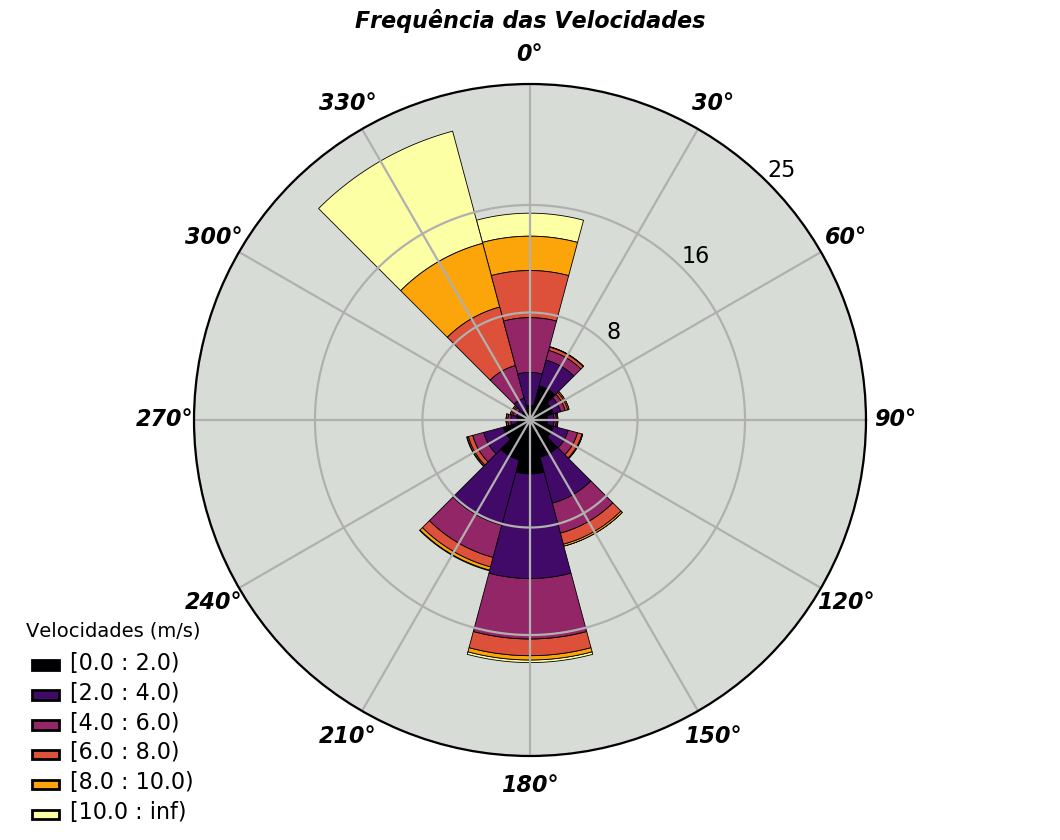 Frequência das Velocidades
0°
330°
30°
25
300°
60°
16
8
270°
90°
240°
120°
210°
150°
180°
Velocidades (m/s)
[0.0 : 2.0)
[2.0 : 4.0)
[4.0 : 6.0)
[6.0 : 8.0)
[8.0 : 10.0)
[10.0 : inf)